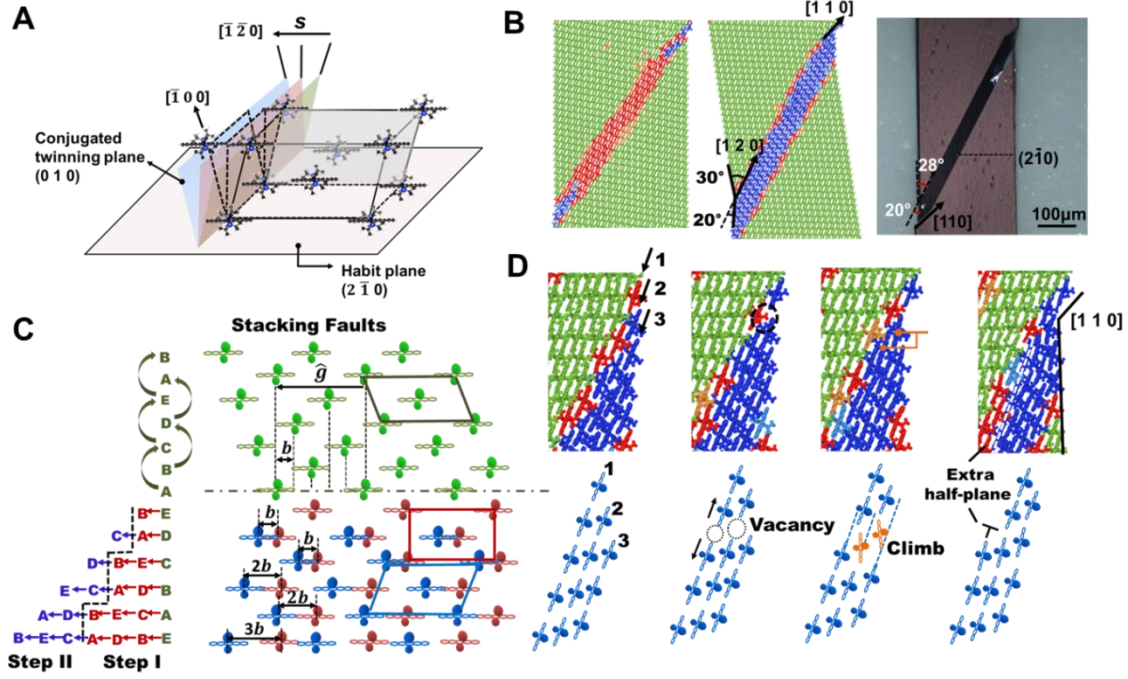 A
[1̅ 2̅ 0]
s
[1̅ 0 0]
Conjugated
twinning plane
(0 1 0)
Habit plane
(2 1̅ 0)
B
[1 1 0]
[1 2 0]
30°
20°
28°
(21̅0)
20°
[110]
100μm
C
Stacking Faults
B
A
E
D
C
B
A
ĝ
b
B←E
C←A←D
D←B←E←C
E←C←A←D←B
A←D←B←E←C←A
B←E←C←A←D←B←E
Step II Step I
b
b
2b
2b
3b
D
1
2
3
[1 1 0]
1
2
3
Vacancy
Climb
Extra
half-plane